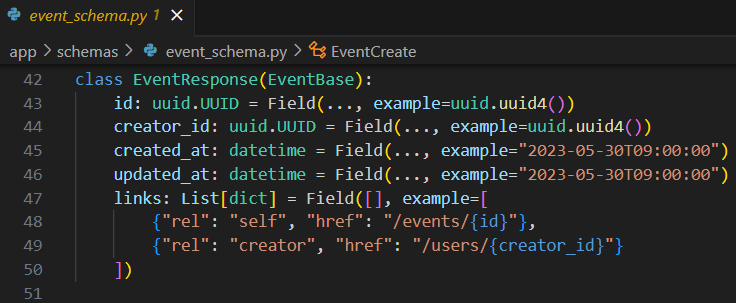 event_schema.py 1 ×
app > schemas > event_schema.py > EventCreate
42 class EventResponse(EventBase):
43     id: uuid.UUID = Field(..., example=uuid.uuid4())
44     creator_id: uuid.UUID = Field(..., example=uuid.uuid4())
45     created_at: datetime = Field(..., example="2023-05-30T09:00:00")
46     updated_at: datetime = Field(..., example="2023-05-30T09:00:00")
47     links: List[dict] = Field([], example=[
48         {"rel": "self", "href": "/events/{id}"},
49         {"rel": "creator", "href": "/users/{creator_id}"}
50     ])
51